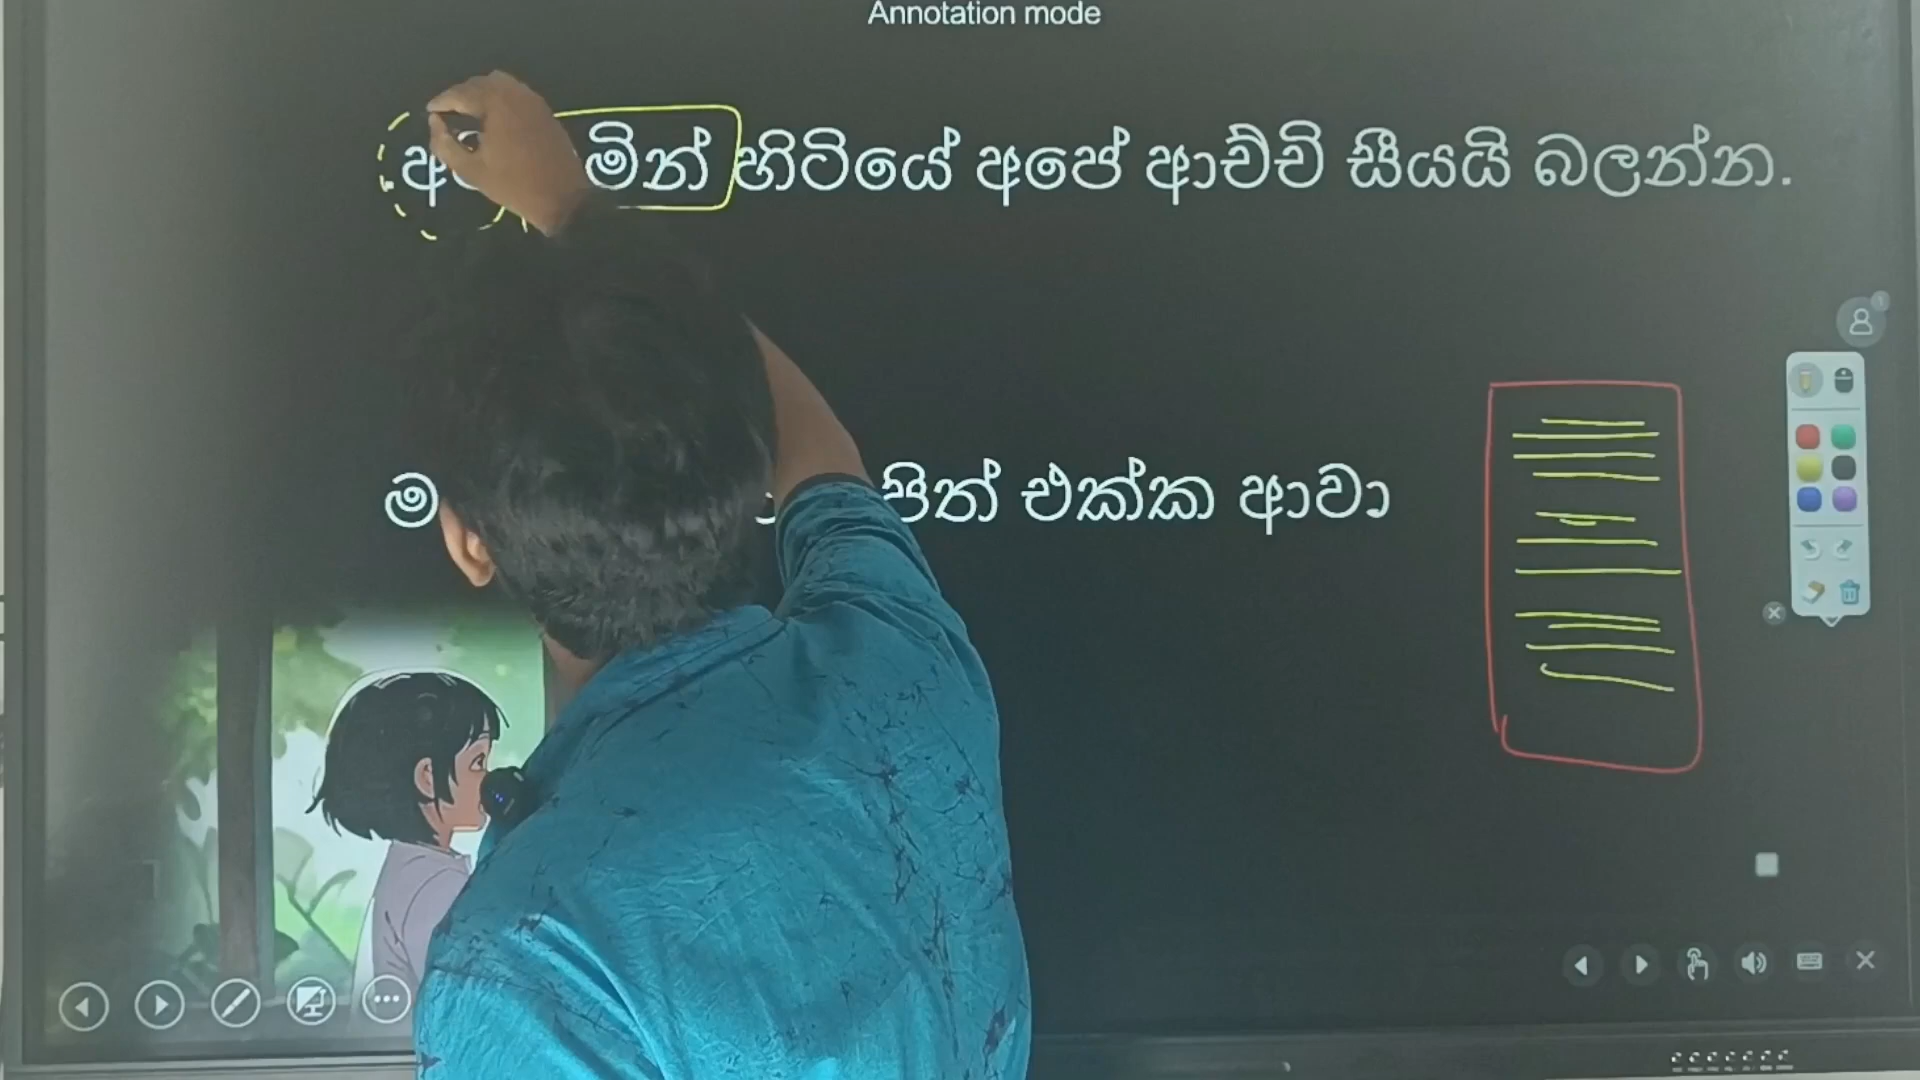 Annotation mode
මින් හිටියේ අපේ ආච්චි සීයයි බලන්න.
එක්ක ආවා